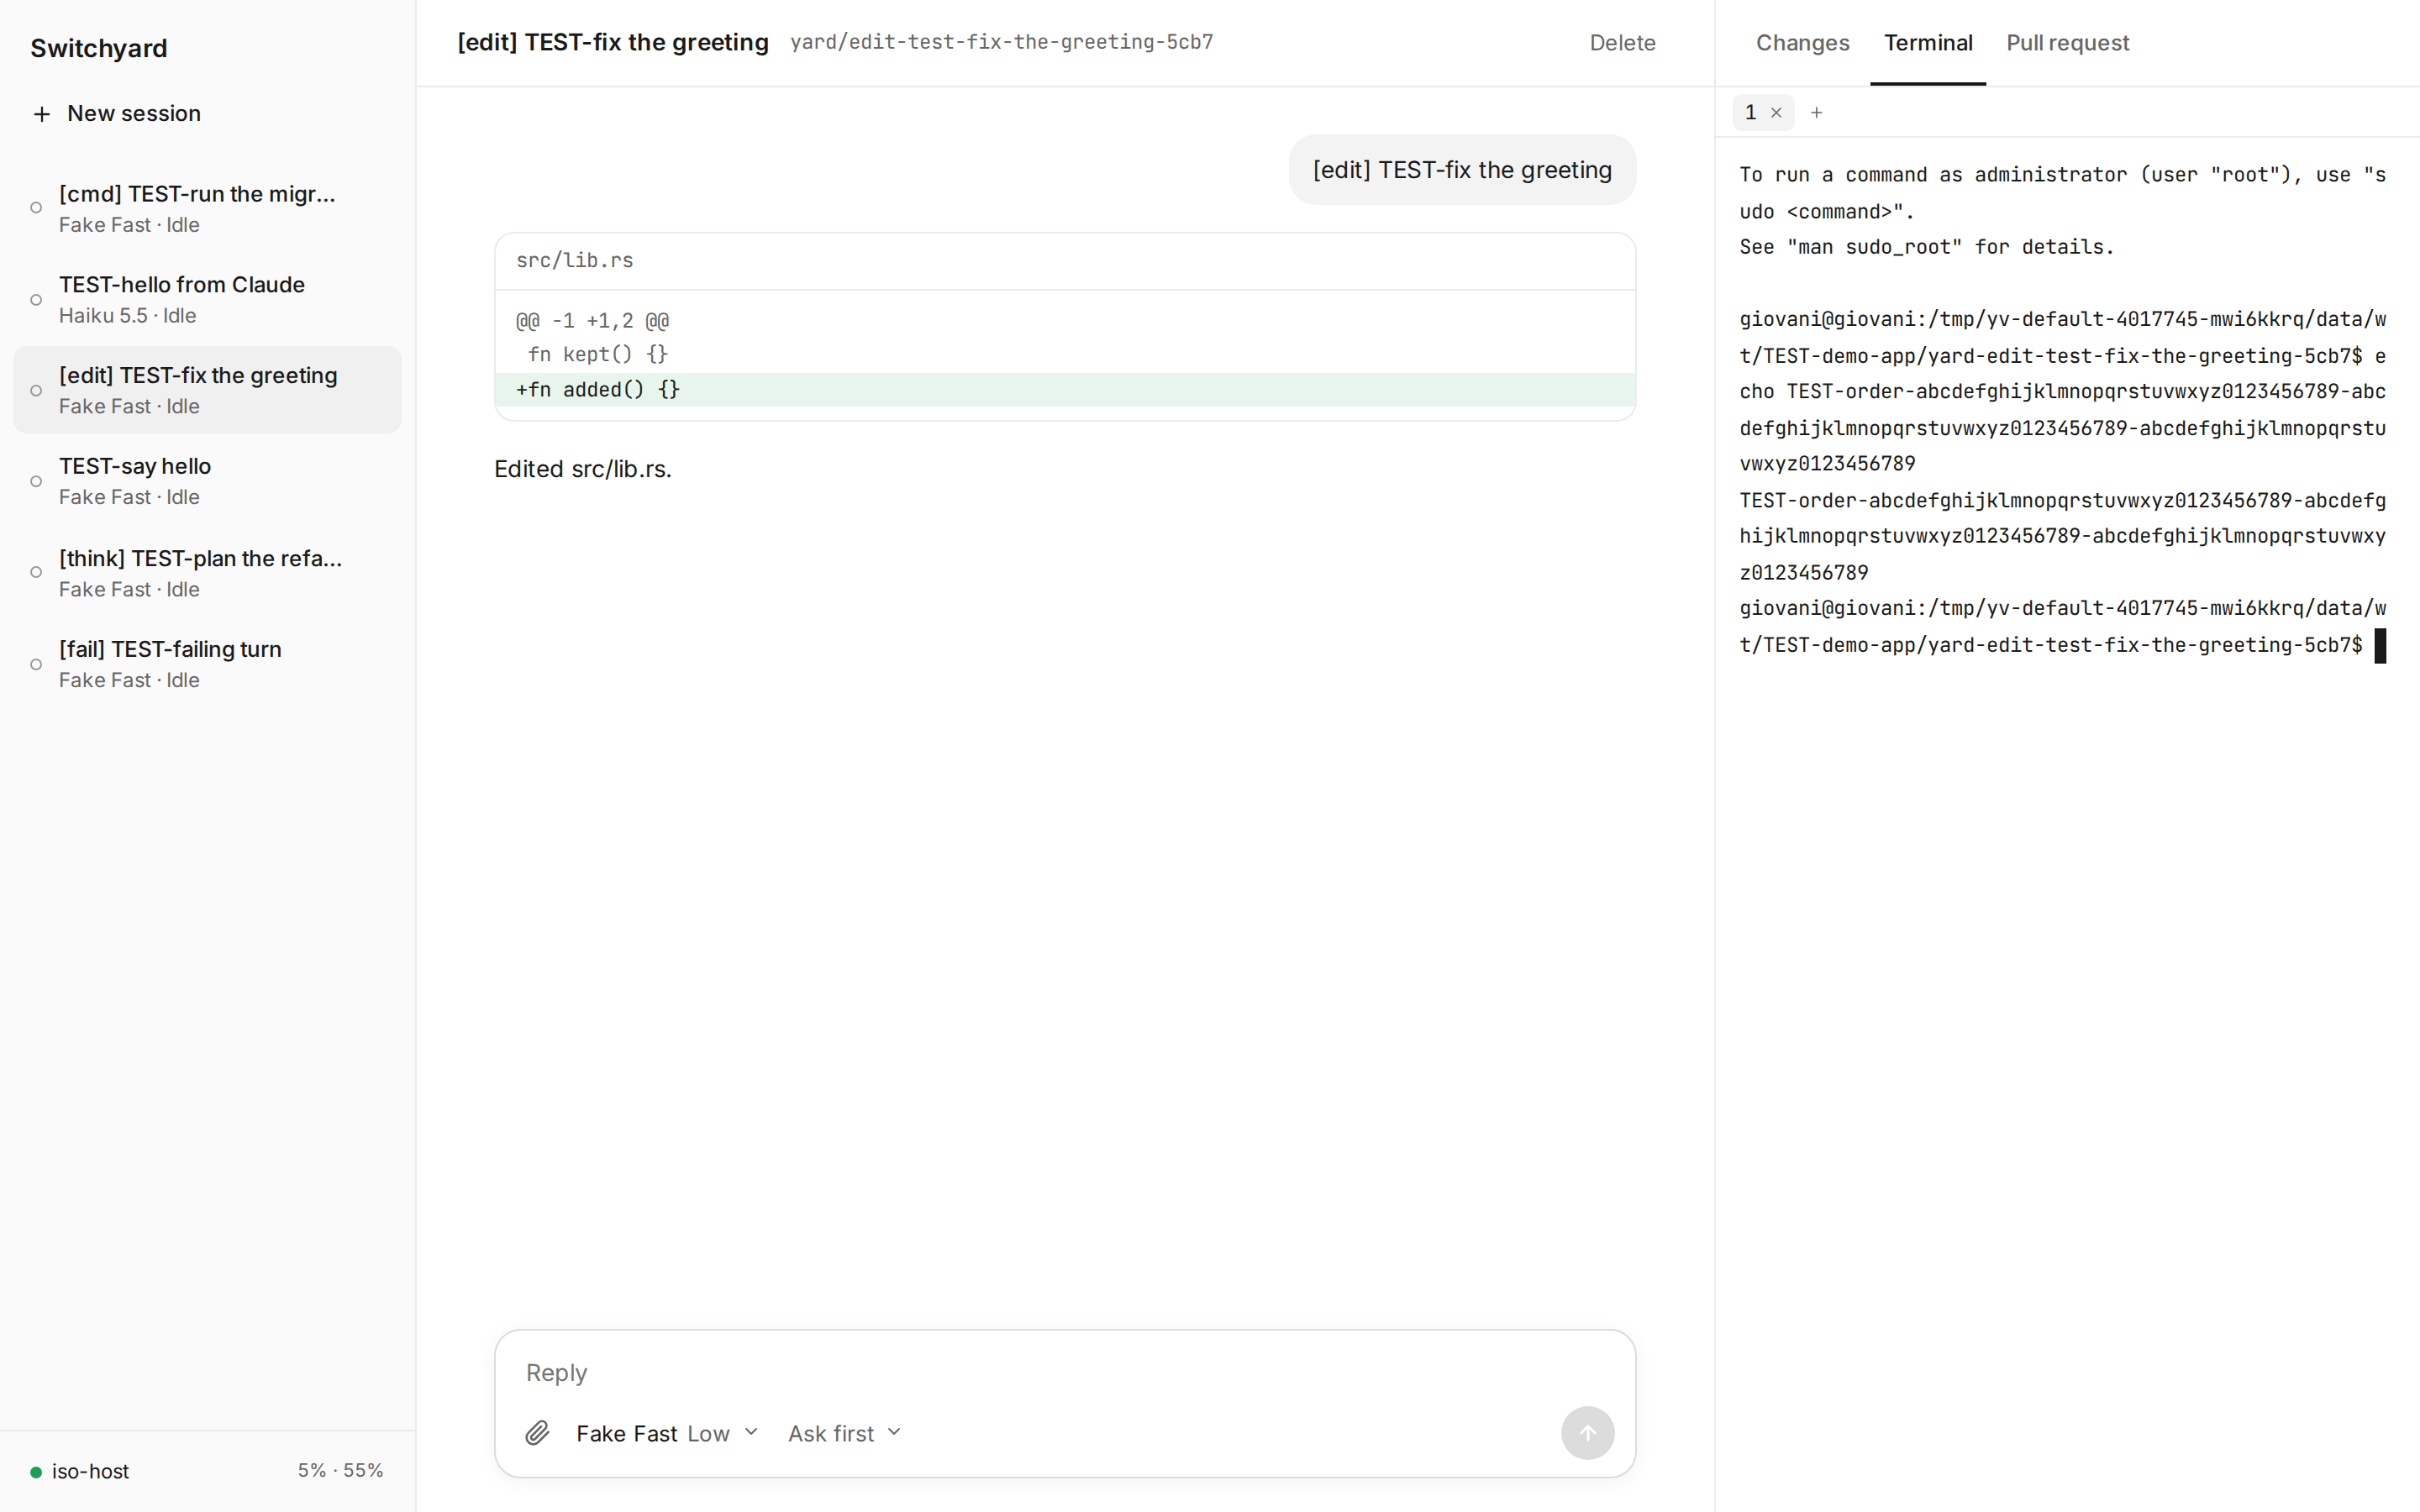 Switchyard
+ New session
[cmd] TEST-run the migr...
Fake Fast · Idle
TEST-hello from Claude
Haiku 5.5 · Idle
[edit] TEST-fix the greeting
Fake Fast · Idle
TEST-say hello
Fake Fast · Idle
[think] TEST-plan the refa...
Fake Fast · Idle
[fail] TEST-failing turn
Fake Fast · Idle
iso-host 5% · 55%
[edit] TEST-fix the greeting yard/edit-test-fix-the-greeting-5cb7 Delete
[edit] TEST-fix the greeting
src/lib.rs
@@ -1 +1,2 @@
 fn kept() {}
+fn added() {}
Edited src/lib.rs.
Reply
Fake Fast Low Ask first
Changes Terminal Pull request
1 × +
To run a command as administrator (user "root"), use "s
udo <command>".
See "man sudo_root" for details.
giovani@giovani:/tmp/yv-default-4017745-mwi6kkrq/data/w
t/TEST-demo-app/yard-edit-test-fix-the-greeting-5cb7$ e
cho TEST-order-abcdefghijklmnopqrstuvwxyz0123456789-abc
defghijklmnopqrstuvwxyz0123456789-abcdefghijklmnopqrstu
vwxyz0123456789
TEST-order-abcdefghijklmnopqrstuvwxyz0123456789-abcdefg
hijklmnopqrstuvwxyz0123456789-abcdefghijklmnopqrstuvwxy
z0123456789
giovani@giovani:/tmp/yv-default-4017745-mwi6kkrq/data/w
t/TEST-demo-app/yard-edit-test-fix-the-greeting-5cb7$